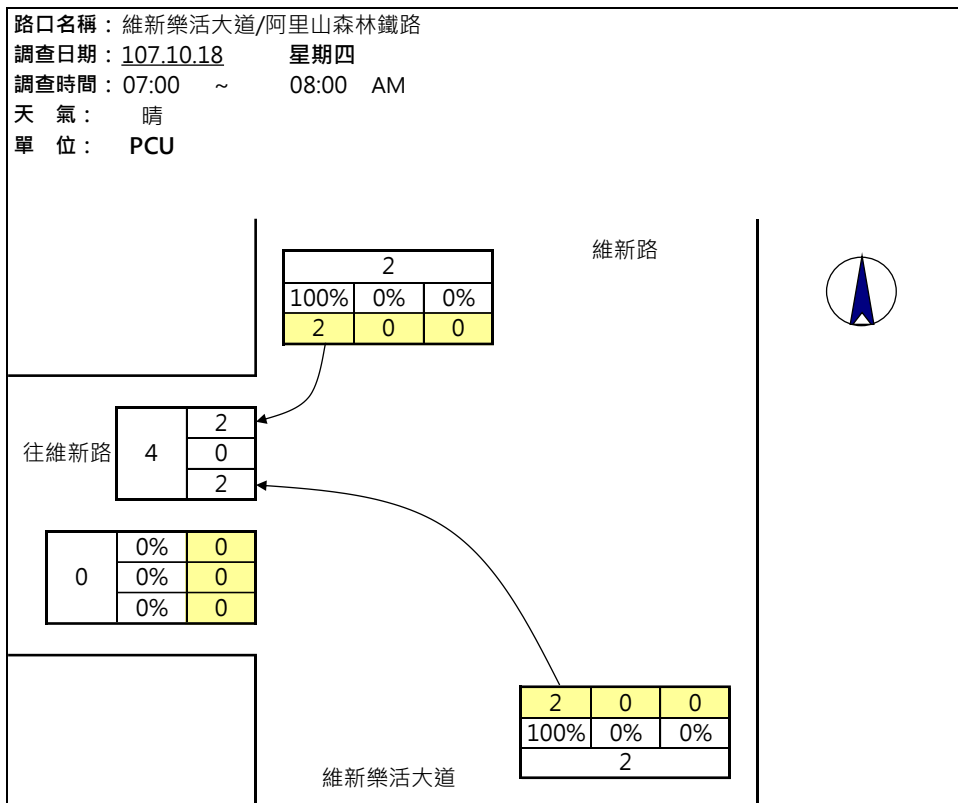 路口名稱：維新樂活大道/阿里山森林鐵路
調查日期：107.10.18 星期四
調查時間：07:00 ~ 08:00 AM
天 氣： 晴
單 位： PCU
維新路
2
100% 0% 0%
2 0 0
往維新路
4
2
0
2
0
0% 0
0% 0
0% 0
2 0 0
100% 0% 0%
2
維新樂活大道